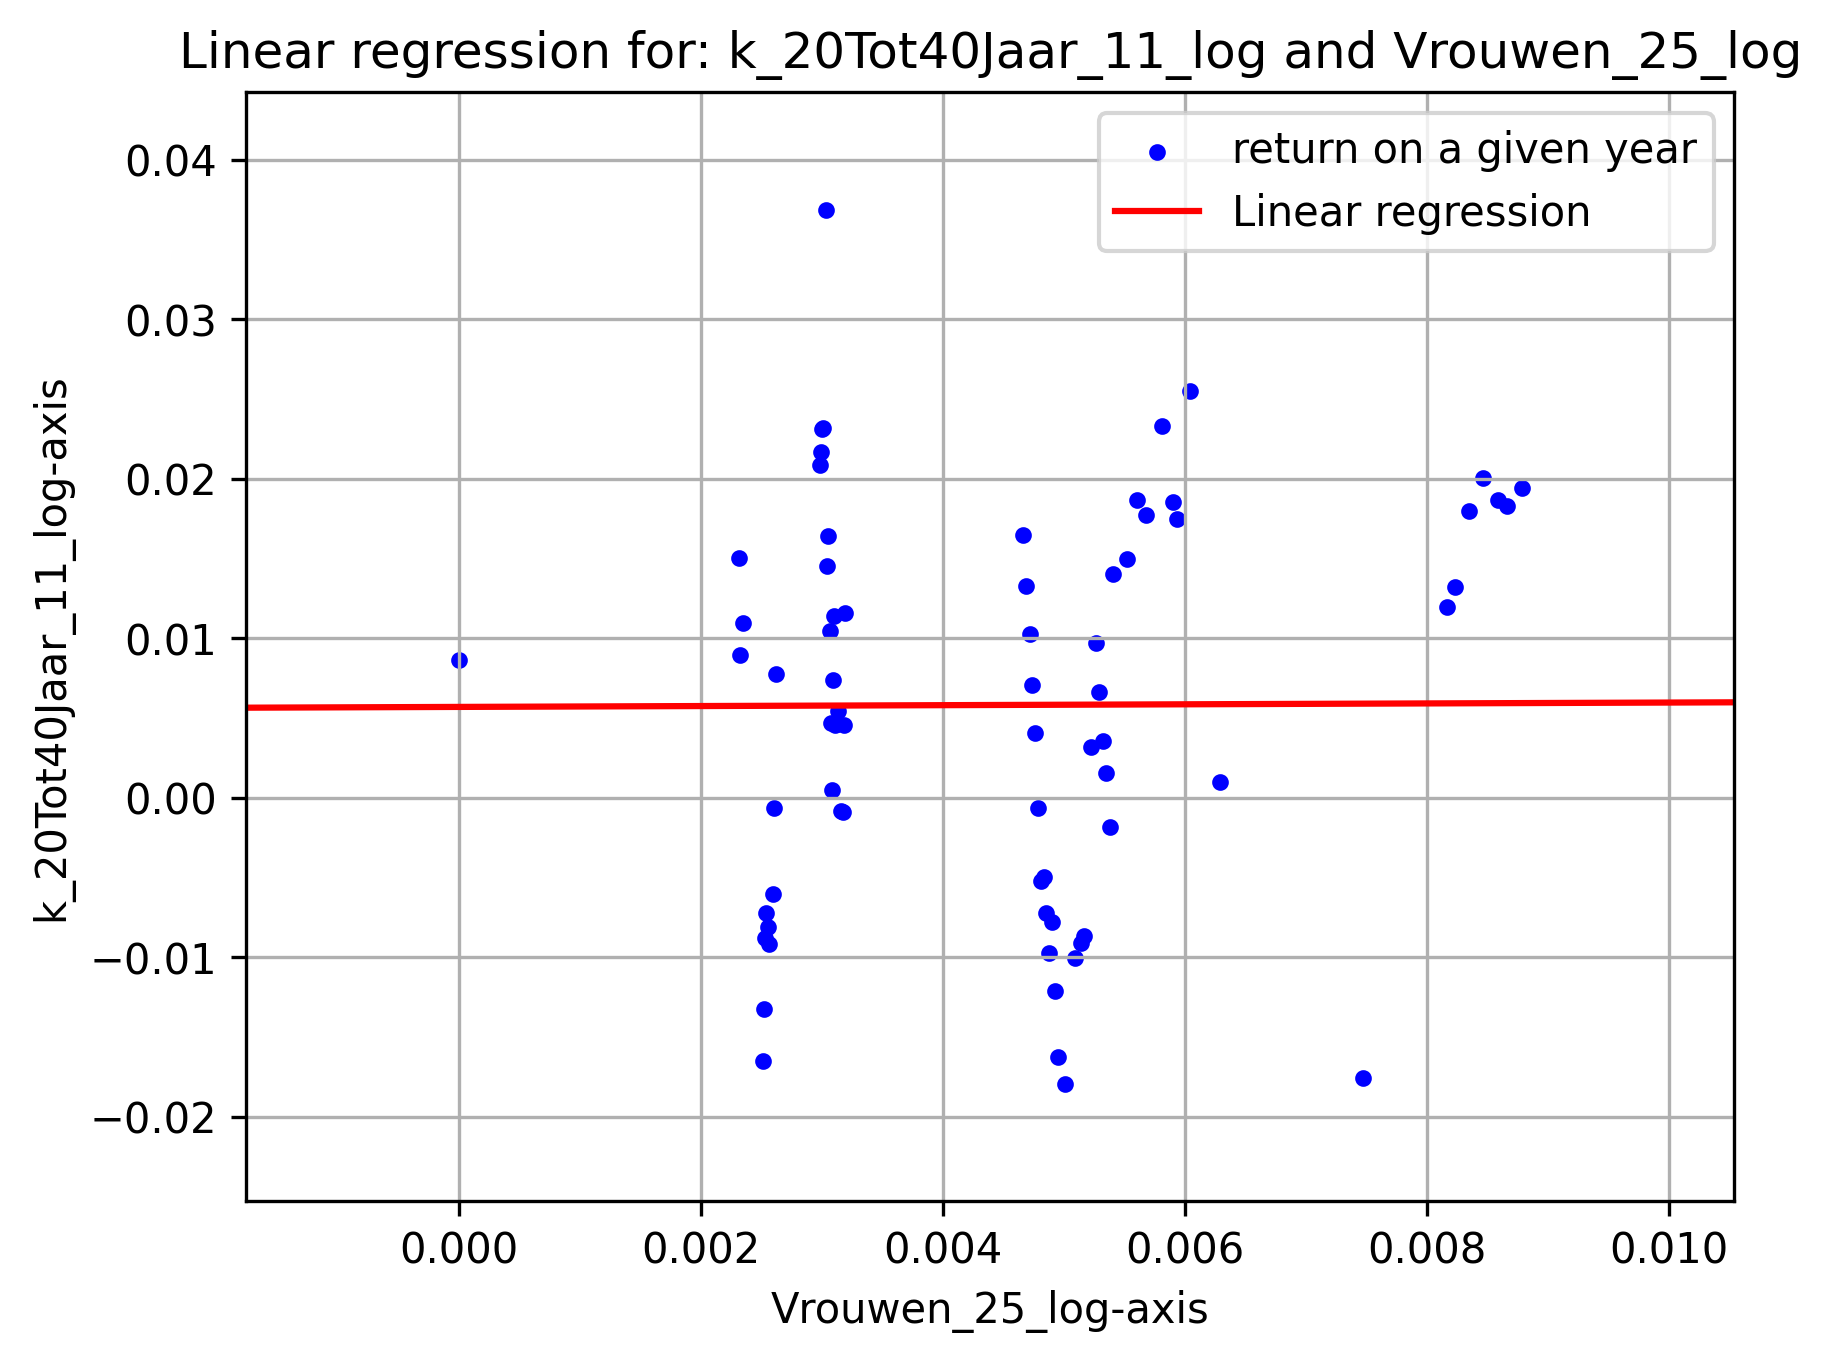 Linear regression for: k_20Tot40Jaar_11_log and Vrouwen_25_log
return on a given year
Linear regression
0.04
0.03
0.02
0.01
0.00
−0.01
−0.02
k_20Tot40Jaar_11_log-axis
0.000 0.002 0.004 0.006 0.008 0.010
Vrouwen_25_log-axis